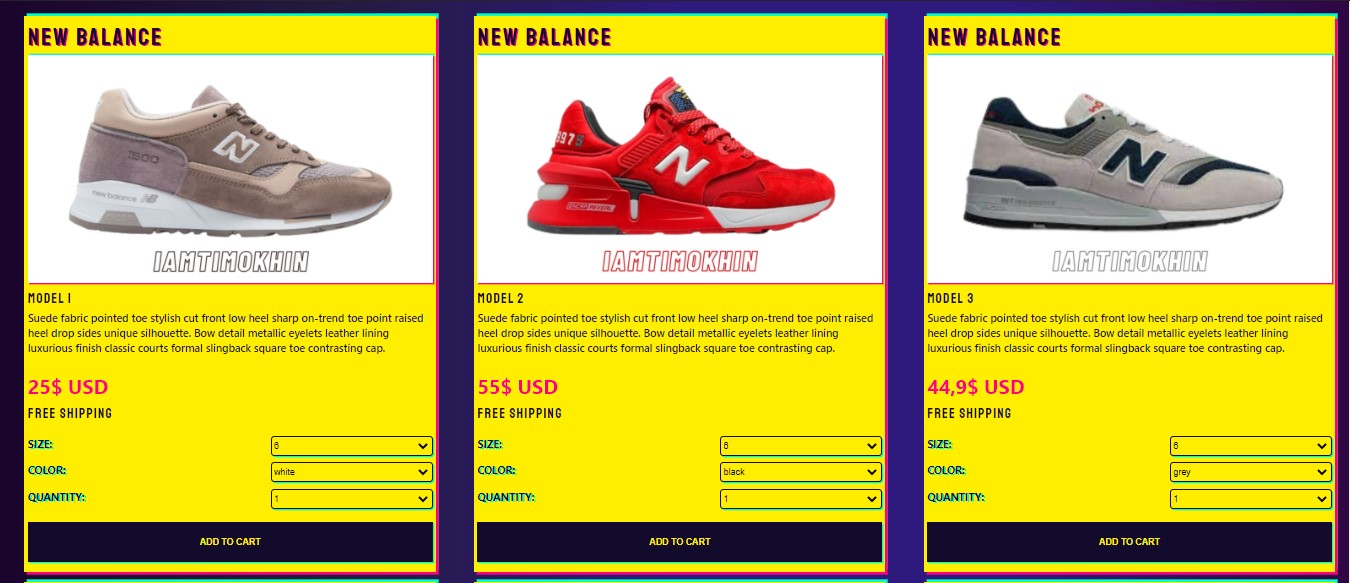 NEW BALANCE
1500
new balance
IAMTIMOKHIN
MODEL 1
Suede fabric pointed toe stylish cut front low heel sharp on-trend toe point raised
heel drop sides unique silhouette. Bow detail metallic eyelets leather lining
luxurious finish classic courts formal slingback square toe contrasting cap.
25$ USD
FREE SHIPPING
SIZE: 6
COLOR: white
QUANTITY: 1
ADD TO CART
NEW BALANCE
997S
N
ENCAP REVEAL
IAMTIMOKHIN
MODEL 2
Suede fabric pointed toe stylish cut front low heel sharp on-trend toe point raised
heel drop sides unique silhouette. Bow detail metallic eyelets leather lining
luxurious finish classic courts formal slingback square toe contrasting cap.
55$ USD
FREE SHIPPING
SIZE: 6
COLOR: black
QUANTITY: 1
ADD TO CART
NEW BALANCE
N
IAMTIMOKHIN
MODEL 3
Suede fabric pointed toe stylish cut front low heel sharp on-trend toe point raised
heel drop sides unique silhouette. Bow detail metallic eyelets leather lining
luxurious finish classic courts formal slingback square toe contrasting cap.
44,9$ USD
FREE SHIPPING
SIZE: 6
COLOR: grey
QUANTITY: 1
ADD TO CART